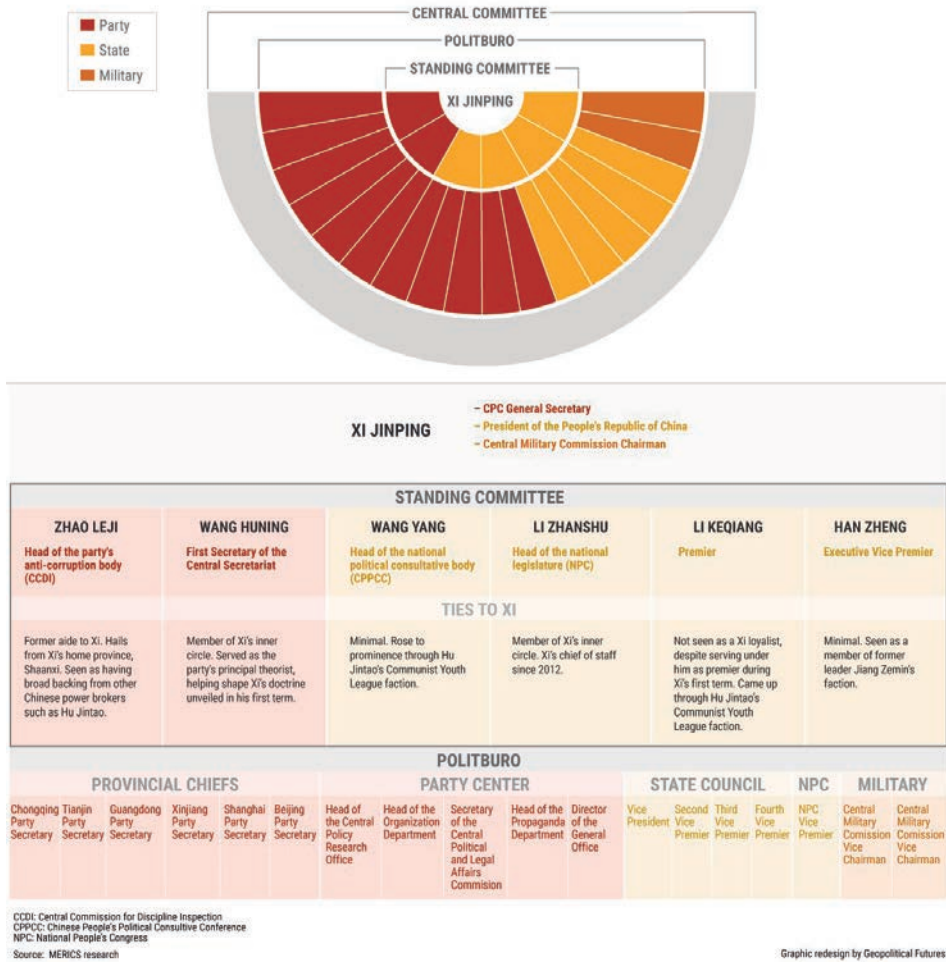 CENTRAL COMMITTEE
Party
State
Military
POLITBURO
STANDING COMMITTEE
XI JINPING
XI JINPING
– CPC General Secretary
– President of the People's Republic of China
– Central Military Commission Chairman
STANDING COMMITTEE
ZHAO LEJI
Head of the party's
anti-corruption body
(CCDI)
WANG HUNING
First Secretary of the
Central Secretariat
WANG YANG
Head of the national
political consultative body
(CPPCC)
LI ZHANSHU
Head of the national
legislature (NPC)
LI KEQIANG
Premier
HAN ZHENG
Executive Vice Premier
TIES TO XI
Former aide to Xi. Hails
from Xi's home province,
Shaanxi. Seen as having
broad backing from other
Chinese power brokers
such as Hu Jintao.
Member of Xi's inner
circle. Served as the
party's principal theorist,
helping shape Xi's doctrine
unveiled in his first term.
Minimal. Rose to
prominence through Hu
Jintao's Communist Youth
League faction.
Member of Xi's inner
circle. Xi's chief of staff
since 2012.
Not seen as a Xi loyalist,
despite serving under
him as premier during
Xi's first term. Came up
through Hu Jintao's
Communist Youth
League faction.
Minimal. Seen as a
member of former
leader Jiang Zemin's
faction.
POLITBURO
PROVINCIAL CHIEFS
Chongqing
Party
Secretary
Tianjin
Party
Secretary
Guangdong
Party
Secretary
Xinjiang
Party
Secretary
Shanghai
Party
Secretary
Beijing
Party
Secretary
PARTY CENTER
Head of
the Central
Policy
Research
Office
Head of the
Organization
Department
Secretary
of the
Central
Political
and Legal
Affairs
Commision
Head of the
Propaganda
Department
Director
of the
General
Office
STATE COUNCIL
Vice
President
Second
Vice
Premier
Third
Vice
Premier
Fourth
Vice
Premier
NPC
NPC
Vice
Premier
MILITARY
Central
Military
Comission
Vice
Chairman
Central
Military
Comission
Vice
Chairman
CCDI: Central Commission for Discipline Inspection
CPPCC: Chinese People's Political Consultive Conference
NPC: National People's Congress
Source: MERICS research
Graphic redesign by Geopolitical Futures